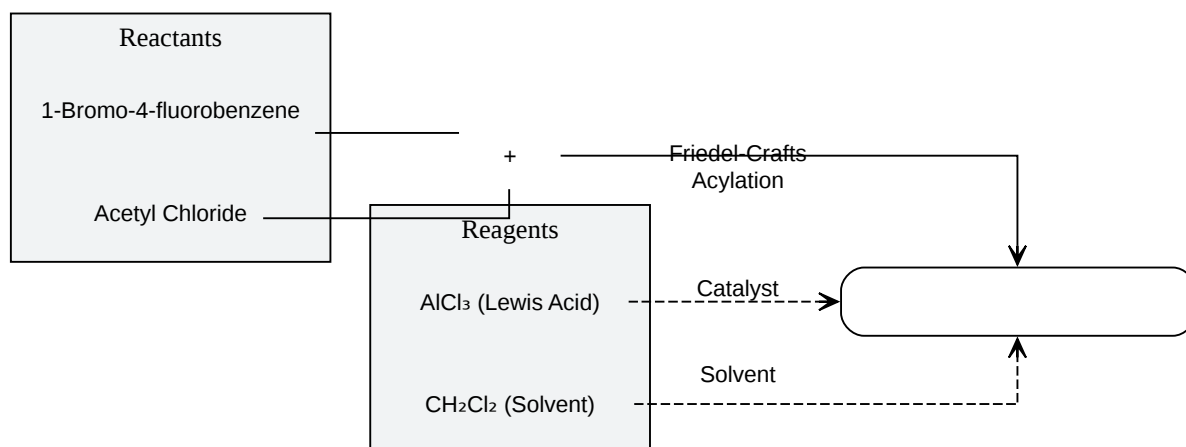 Reactants
1-Bromo-4-fluorobenzene
+
Friedel-Crafts
Acylation
Acetyl Chloride
Reagents
AlCl₃ (Lewis Acid)
Catalyst
Solvent
CH₂Cl₂ (Solvent)